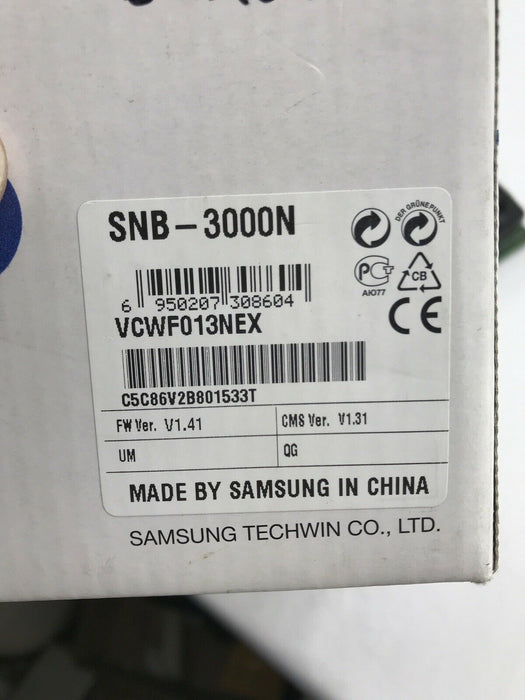 SNB-3000N
DER GRÜNE PUNKT
6 950207 308604
AIO77
CB
VCWF013NEX
CE
C5C86V2B801533T
FW Ver. V1.41
CMS Ver. V1.31
UM
QG
MADE BY SAMSUNG IN CHINA
SAMSUNG TECHWIN CO., LTD.